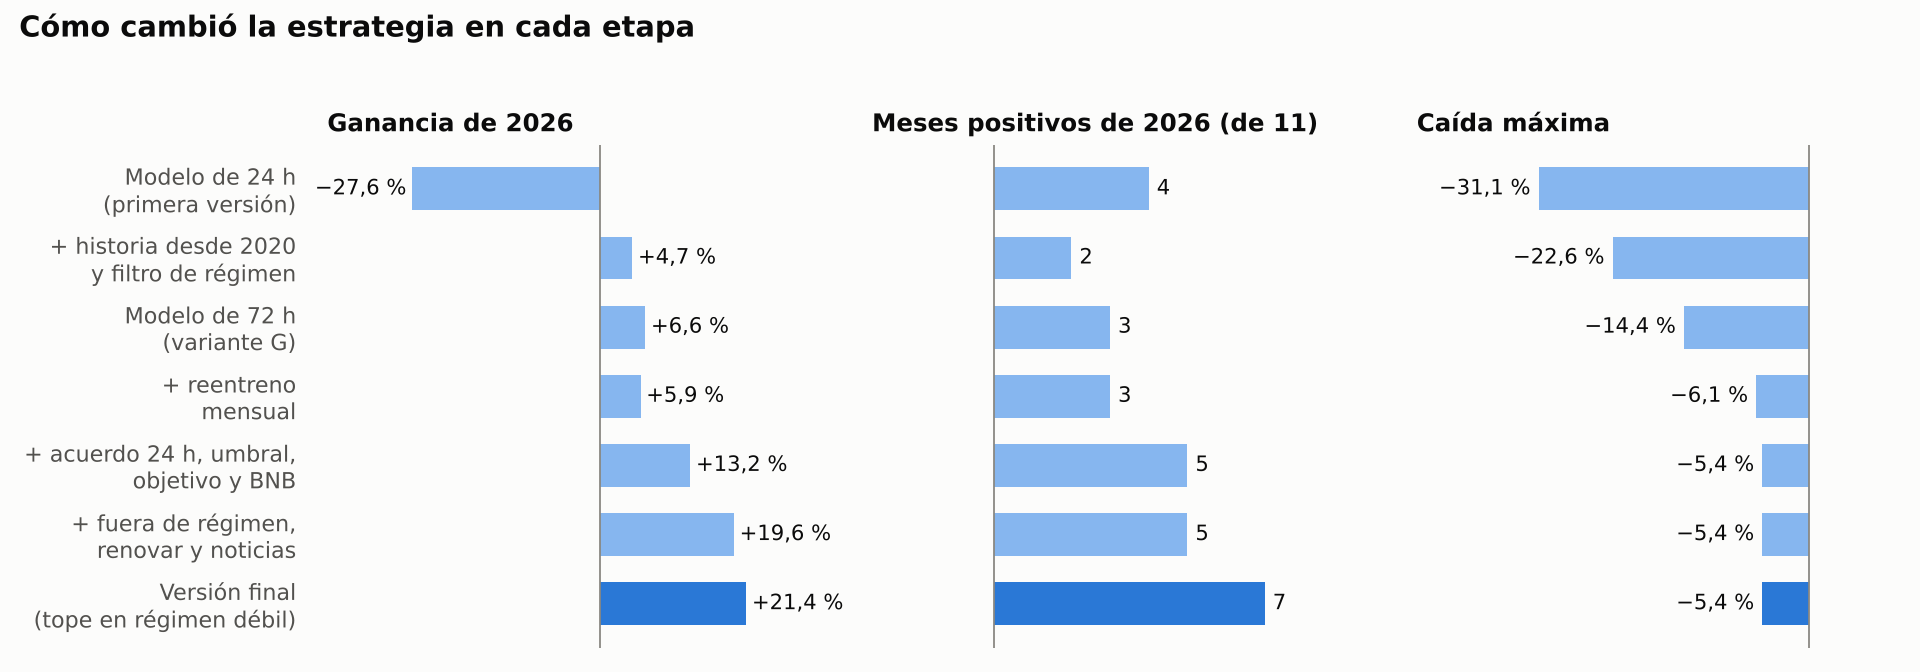 Cómo cambió la estrategia en cada etapa
Ganancia de 2026
Meses positivos de 2026 (de 11)
Caída máxima
Modelo de 24 h
(primera versión)
−27,6 %
4
−31,1 %
+ historia desde 2020
y filtro de régimen
+4,7 %
2
−22,6 %
Modelo de 72 h
(variante G)
+6,6 %
3
−14,4 %
+ reentreno
mensual
+5,9 %
3
−6,1 %
+ acuerdo 24 h, umbral,
objetivo y BNB
+13,2 %
5
−5,4 %
+ fuera de régimen,
renovar y noticias
+19,6 %
5
−5,4 %
Versión final
(tope en régimen débil)
+21,4 %
7
−5,4 %